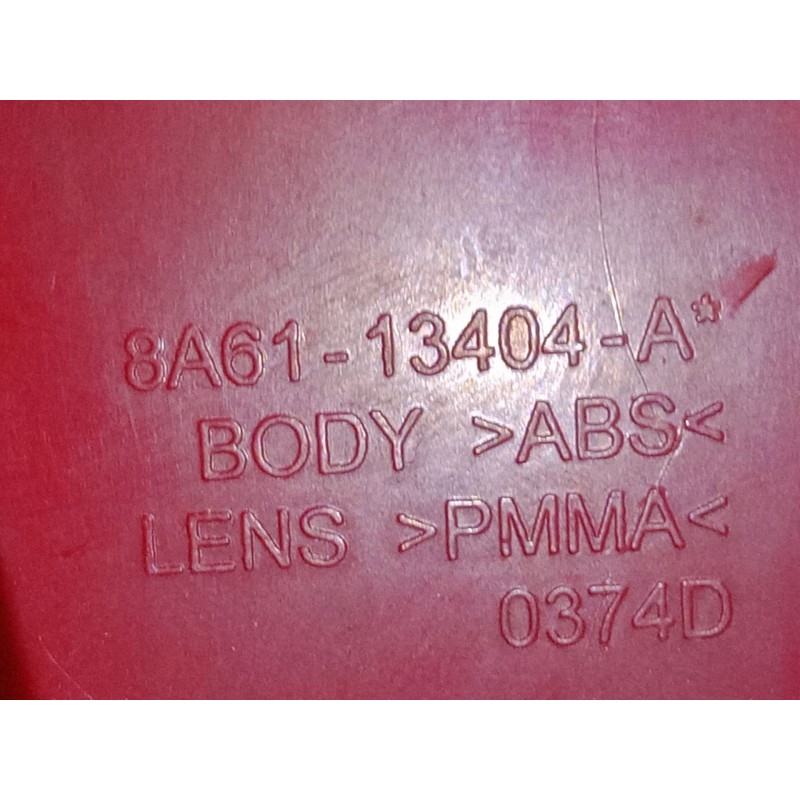 8A61-13404-A*
BODY >ABS<
LENS >PMMA<
0374D